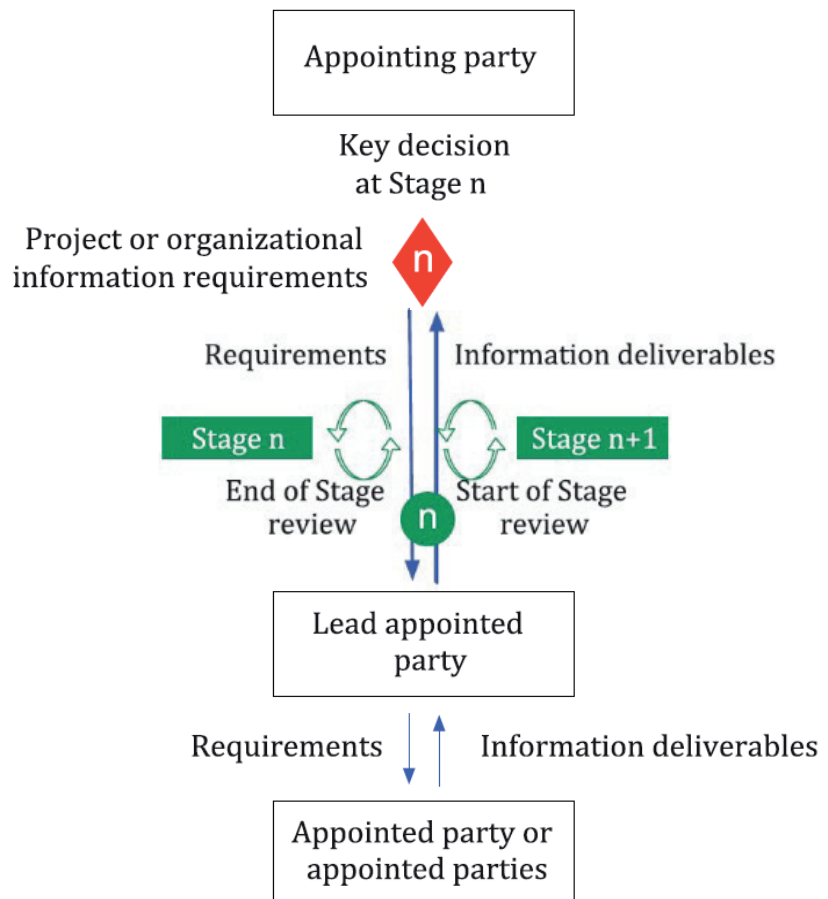 Appointing party
Key decision
at Stage n
Project or organizational
information requirements
n
Requirements
Information deliverables
Stage n
Stage n+1
End of Stage
review
Start of Stage
review
n
Lead appointed
party
Requirements
Information deliverables
Appointed party or
appointed parties